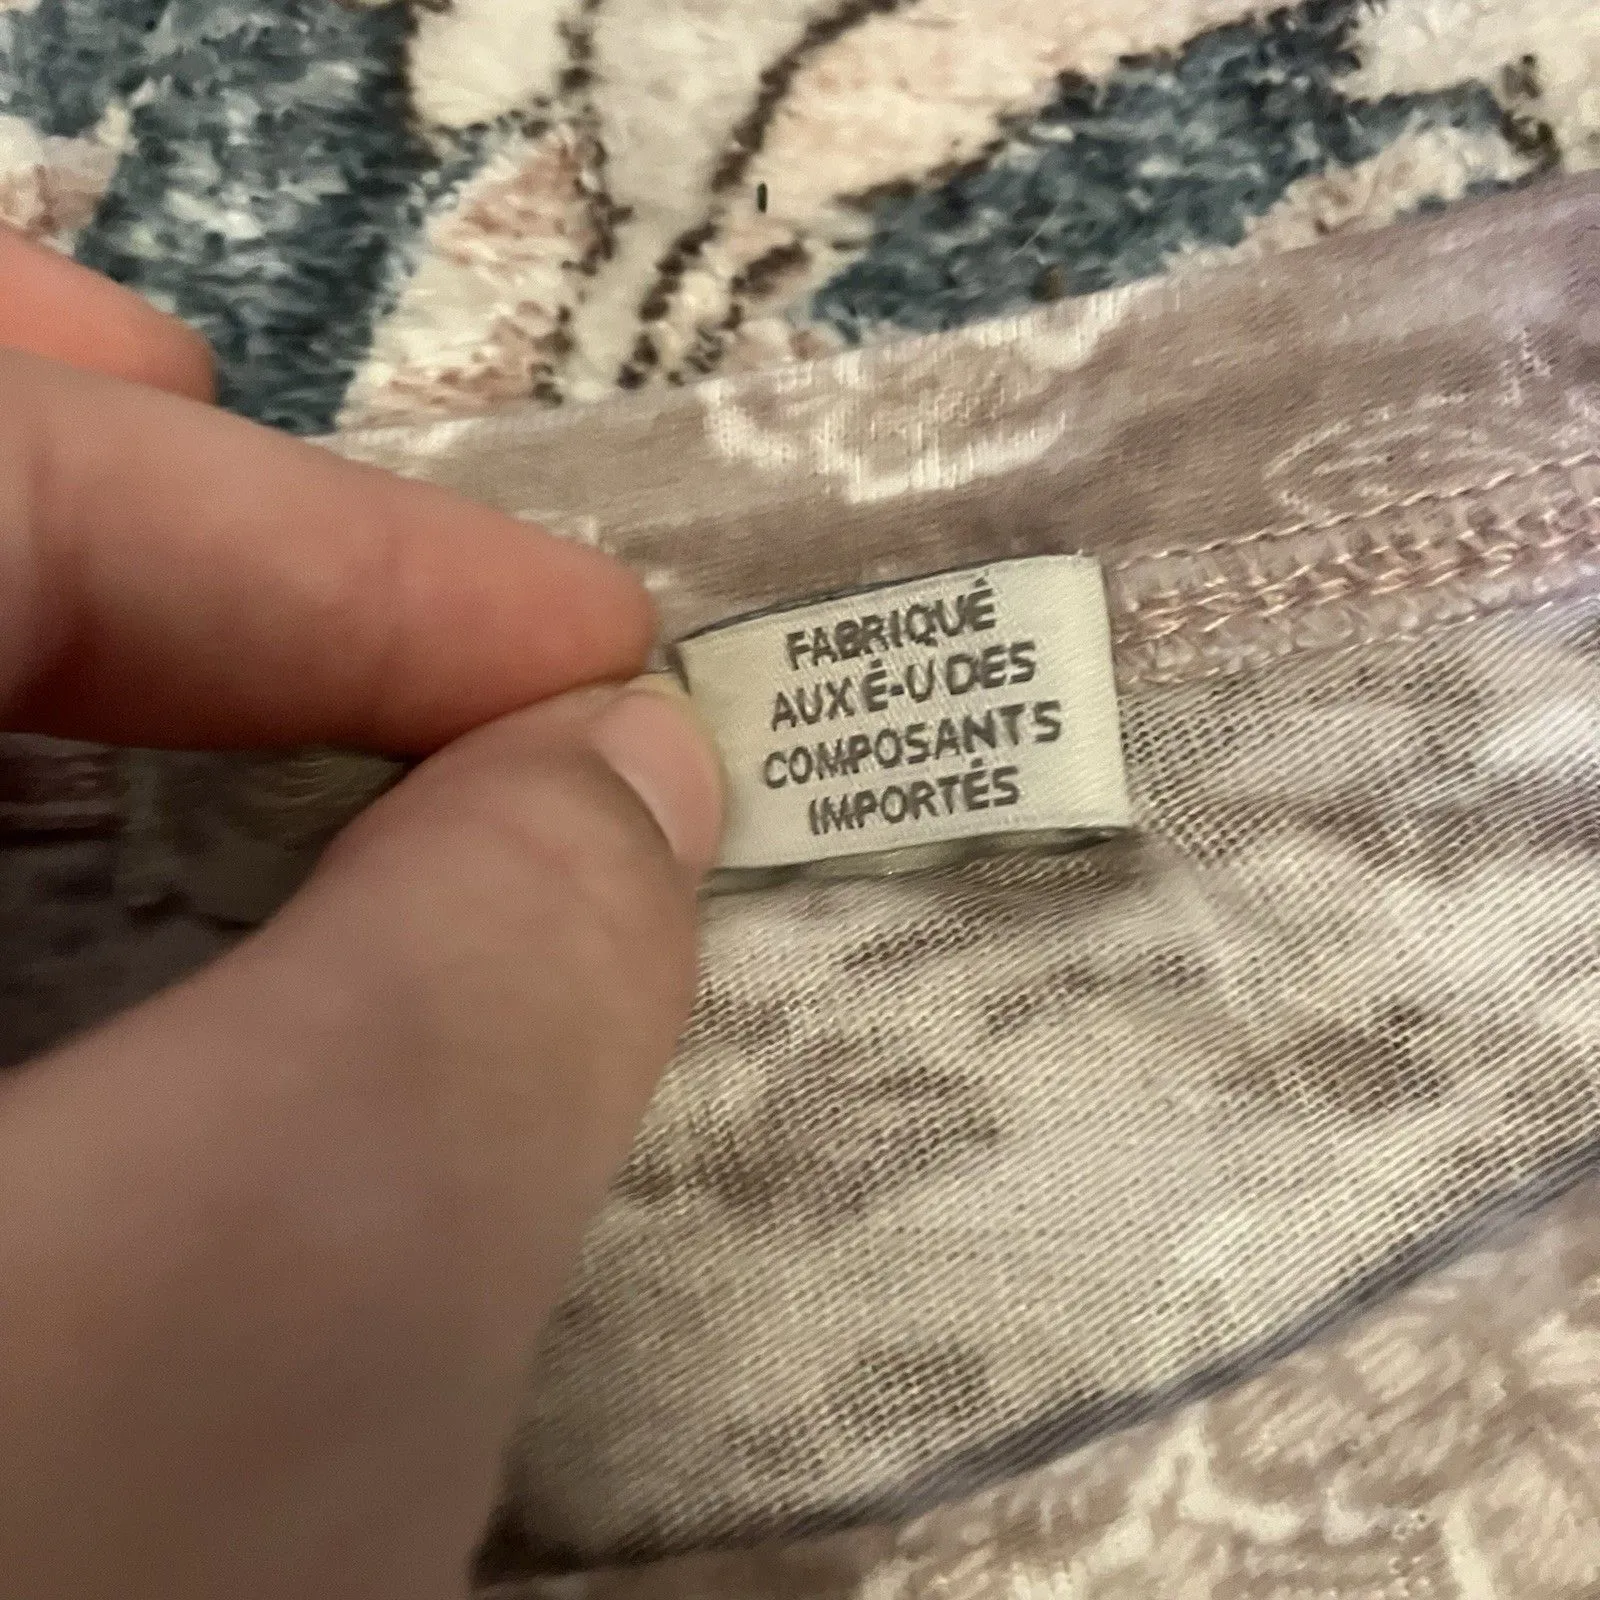 FABRIQUÉ
AUX É-U DES
COMPOSANTS
IMPORTÉS